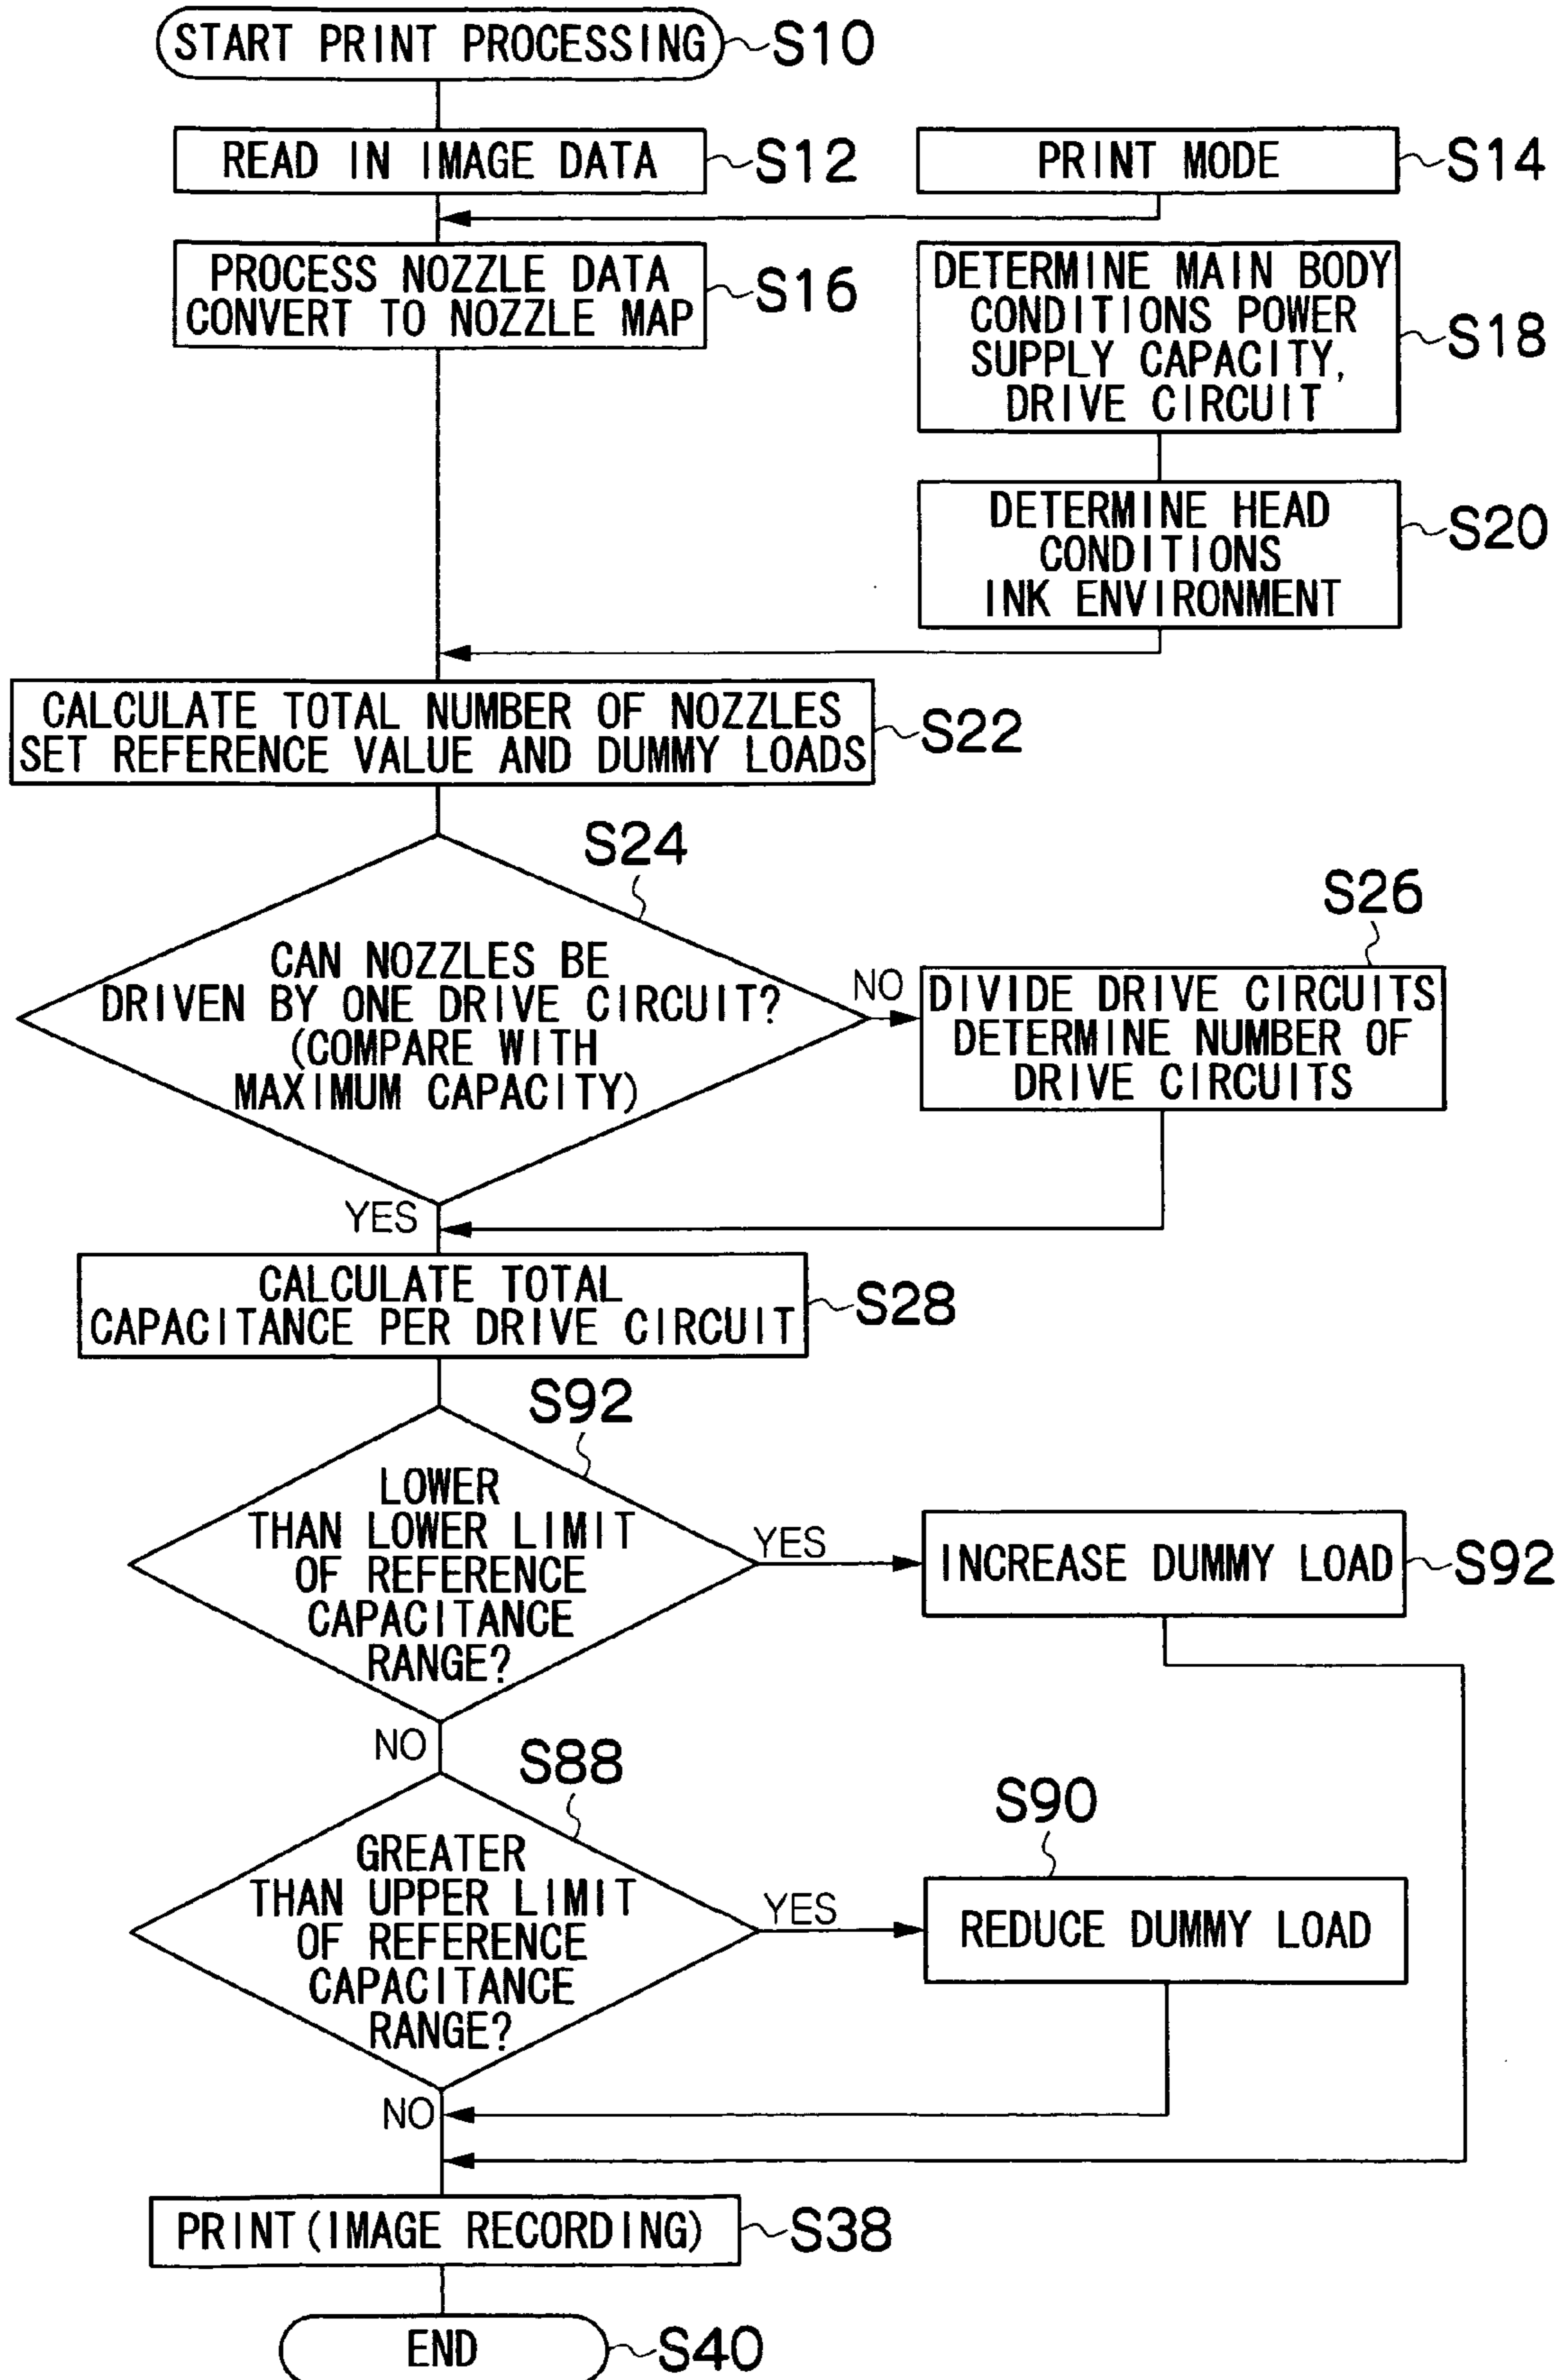 START PRINT PROCESSING
S10
READ IN IMAGE DATA
S12
PRINT MODE
S14
PROCESS NOZZLE DATA
CONVERT TO NOZZLE MAP
S16
DETERMINE MAIN BODY
CONDITIONS POWER
SUPPLY CAPACITY,
DRIVE CIRCUIT
S18
DETERMINE HEAD
CONDITIONS
INK ENVIRONMENT
S20
CALCULATE TOTAL NUMBER OF NOZZLES
SET REFERENCE VALUE AND DUMMY LOADS
S22
S24
CAN NOZZLES BE
DRIVEN BY ONE DRIVE CIRCUIT?
(COMPARE WITH
MAXIMUM CAPACITY)
NO
S26
DIVIDE DRIVE CIRCUITS
DETERMINE NUMBER OF
DRIVE CIRCUITS
YES
CALCULATE TOTAL
CAPACITANCE PER DRIVE CIRCUIT
S28
S92
LOWER
THAN LOWER LIMIT
OF REFERENCE
CAPACITANCE
RANGE?
YES
INCREASE DUMMY LOAD
S92
NO
S88
GREATER
THAN UPPER LIMIT
OF REFERENCE
CAPACITANCE
RANGE?
YES
S90
REDUCE DUMMY LOAD
NO
PRINT(IMAGE RECORDING)
S38
END
S40